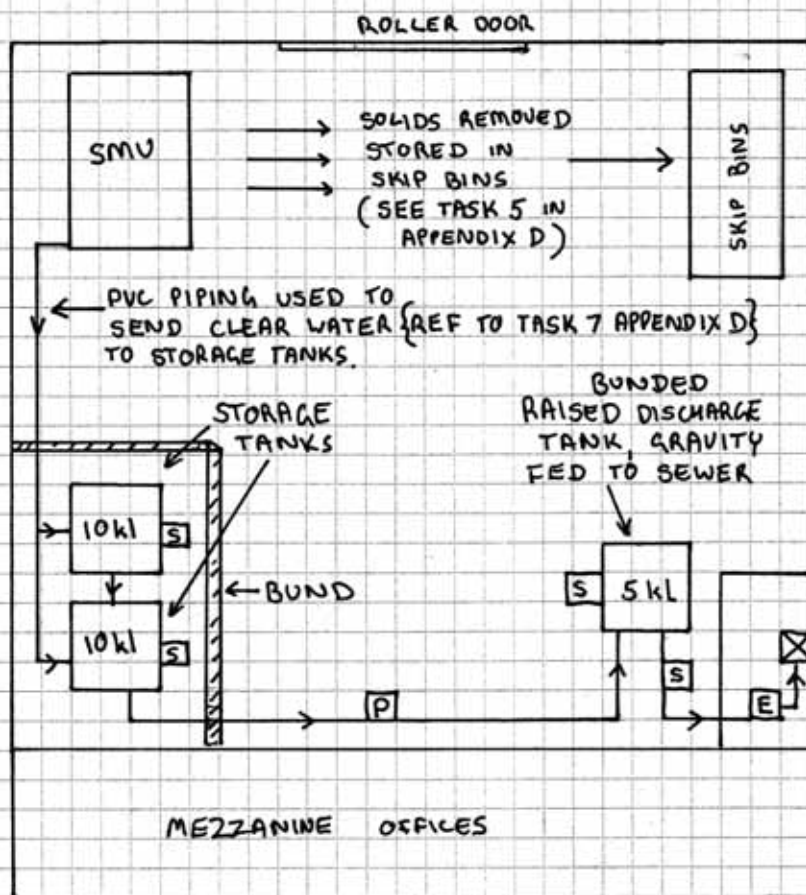 ROLLER DOOR
SMU
SOLIDS REMOVED
STORED IN
SKIP BINS
(SEE TASK 5 IN
APPENDIX D)
SKIP BINS
PVC PIPING USED TO
SEND CLEAR WATER {REF TO TASK 7 APPENDIX D}
TO STORAGE TANKS.
STORAGE
TANKS
BUNDED
RAISED DISCHARGE
TANK, GRAVITY
FED TO SEWER
10kl
S
10kl
S
BUND
S
5kL
S
P
E
MEZZANINE OFFICES